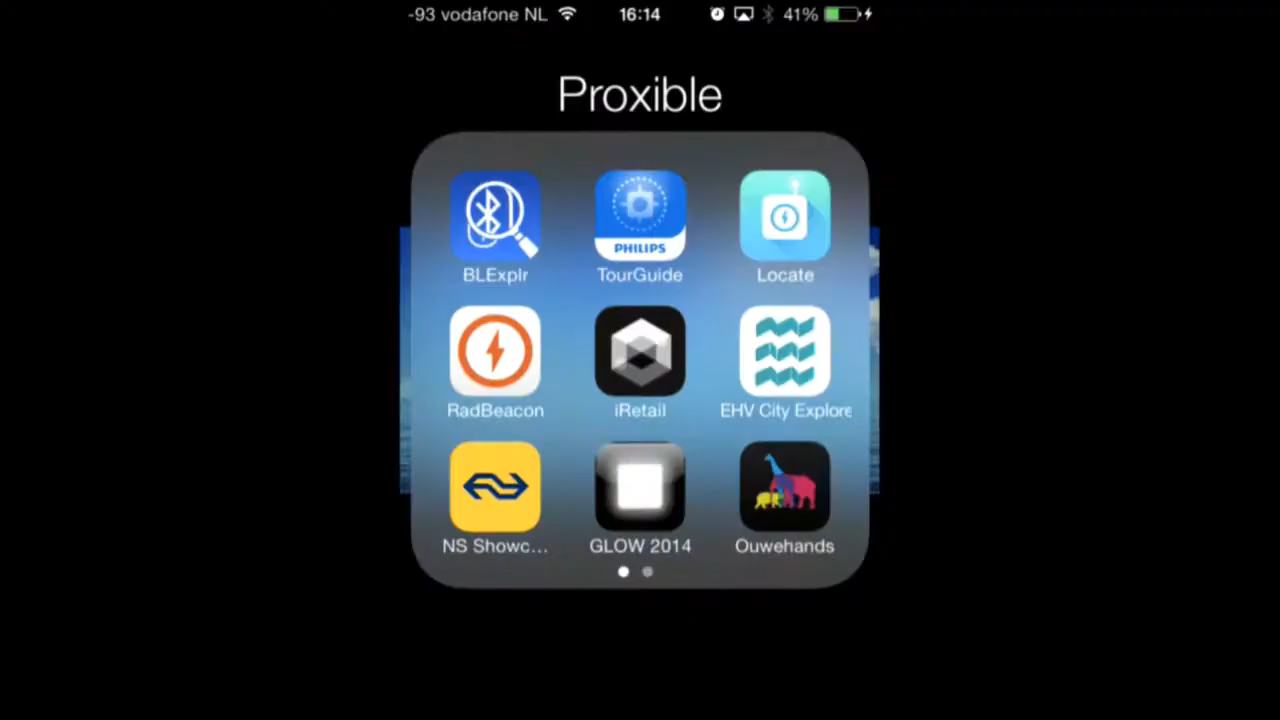 -93 vodafone NL 16:14 41%
Proxible
PHILIPS
BLExplr TourGuide Locate
RadBeacon iRetail EHV City Explore
NS Showc... GLOW 2014 Ouwehands